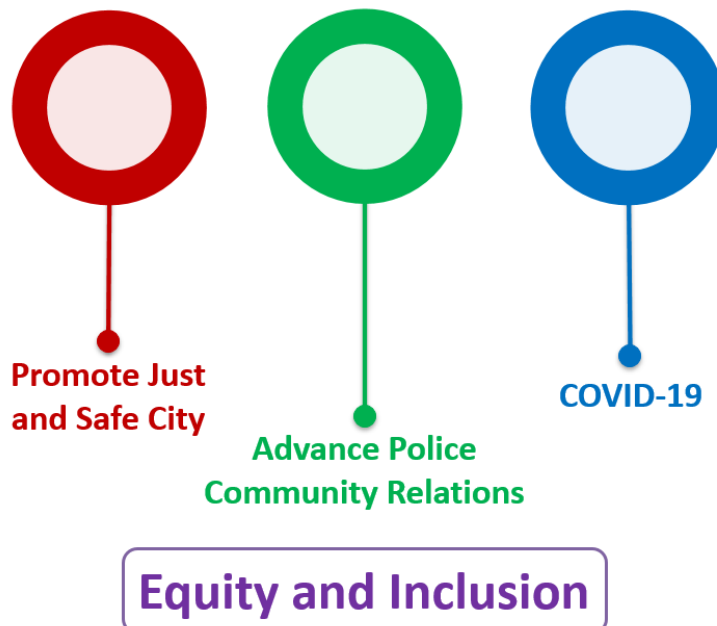 Promote Just
and Safe City
Advance Police
Community Relations
COVID-19
Equity and Inclusion